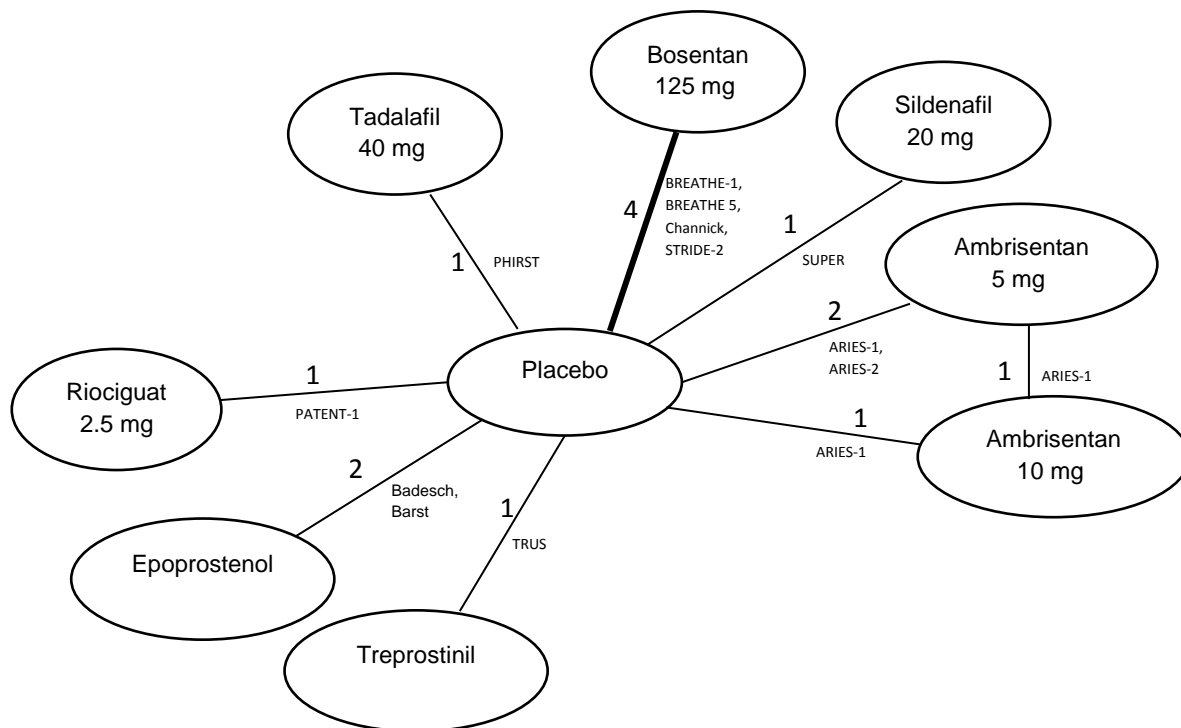 Bosentan
125 mg
Tadalafil
40 mg
Sildenafil
20 mg
4
BREATHE-1,
BREATHE 5,
Channick,
STRIDE-2
1
SUPER
1
PHIRST
Ambrisentan
5 mg
2
ARIES-1,
ARIES-2
Placebo
1
ARIES-1
Riociguat
2.5 mg
1
PATENT-1
1
ARIES-1
Ambrisentan
10 mg
2
Badesch,
Barst
1
TRUS
Epoprostenol
Treprostinil